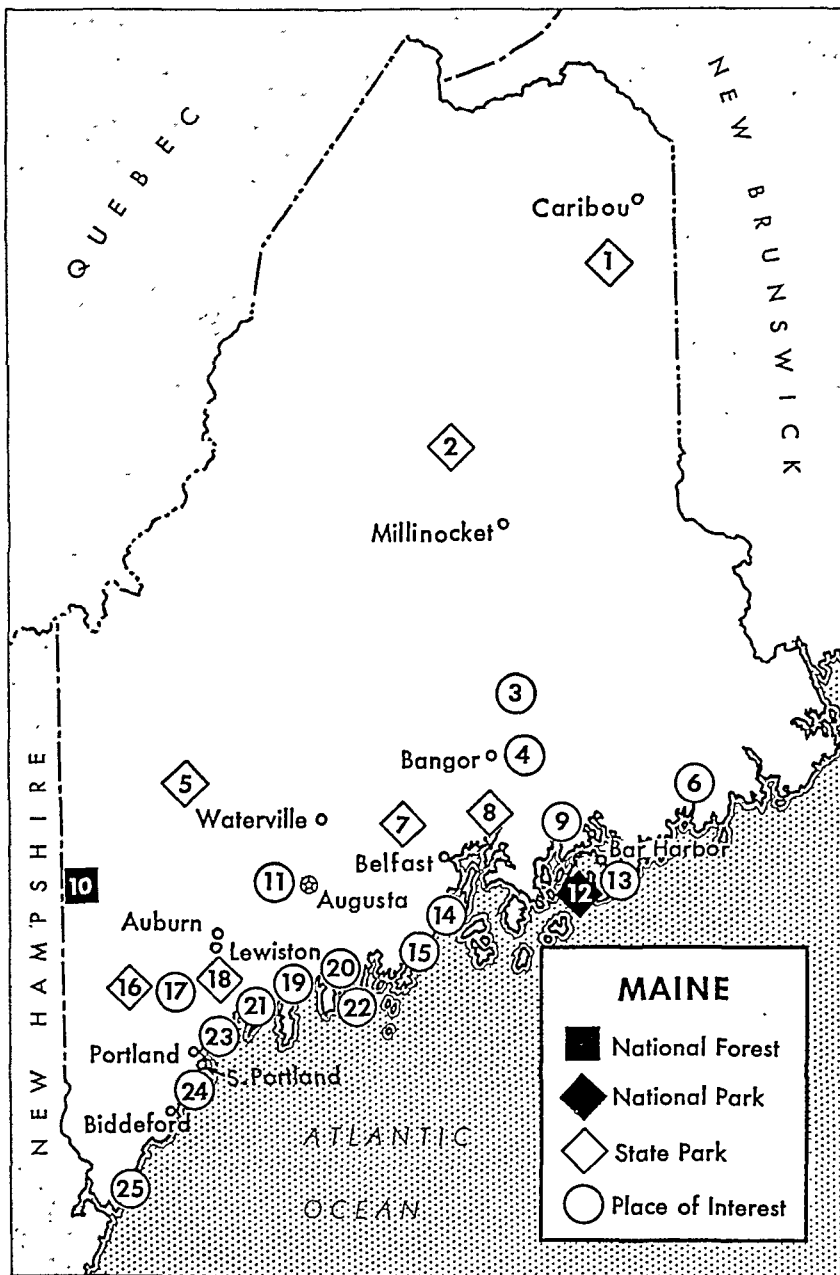 QUEBEC
NEW BRUNSWICK
Caribou
1
2
Millinocket
3
Bangor
4
5
6
Waterville
7
8
9
Bar Harbor
Belfast
NEW HAMPSHIRE
10
11
Augusta
12
13
14
Auburn
Lewiston
15
16
17
18
19
20
21
22
23
Portland
S. Portland
24
Biddeford
25
ATLANTIC
OCEAN
MAINE
National Forest
National Park
State Park
Place of Interest